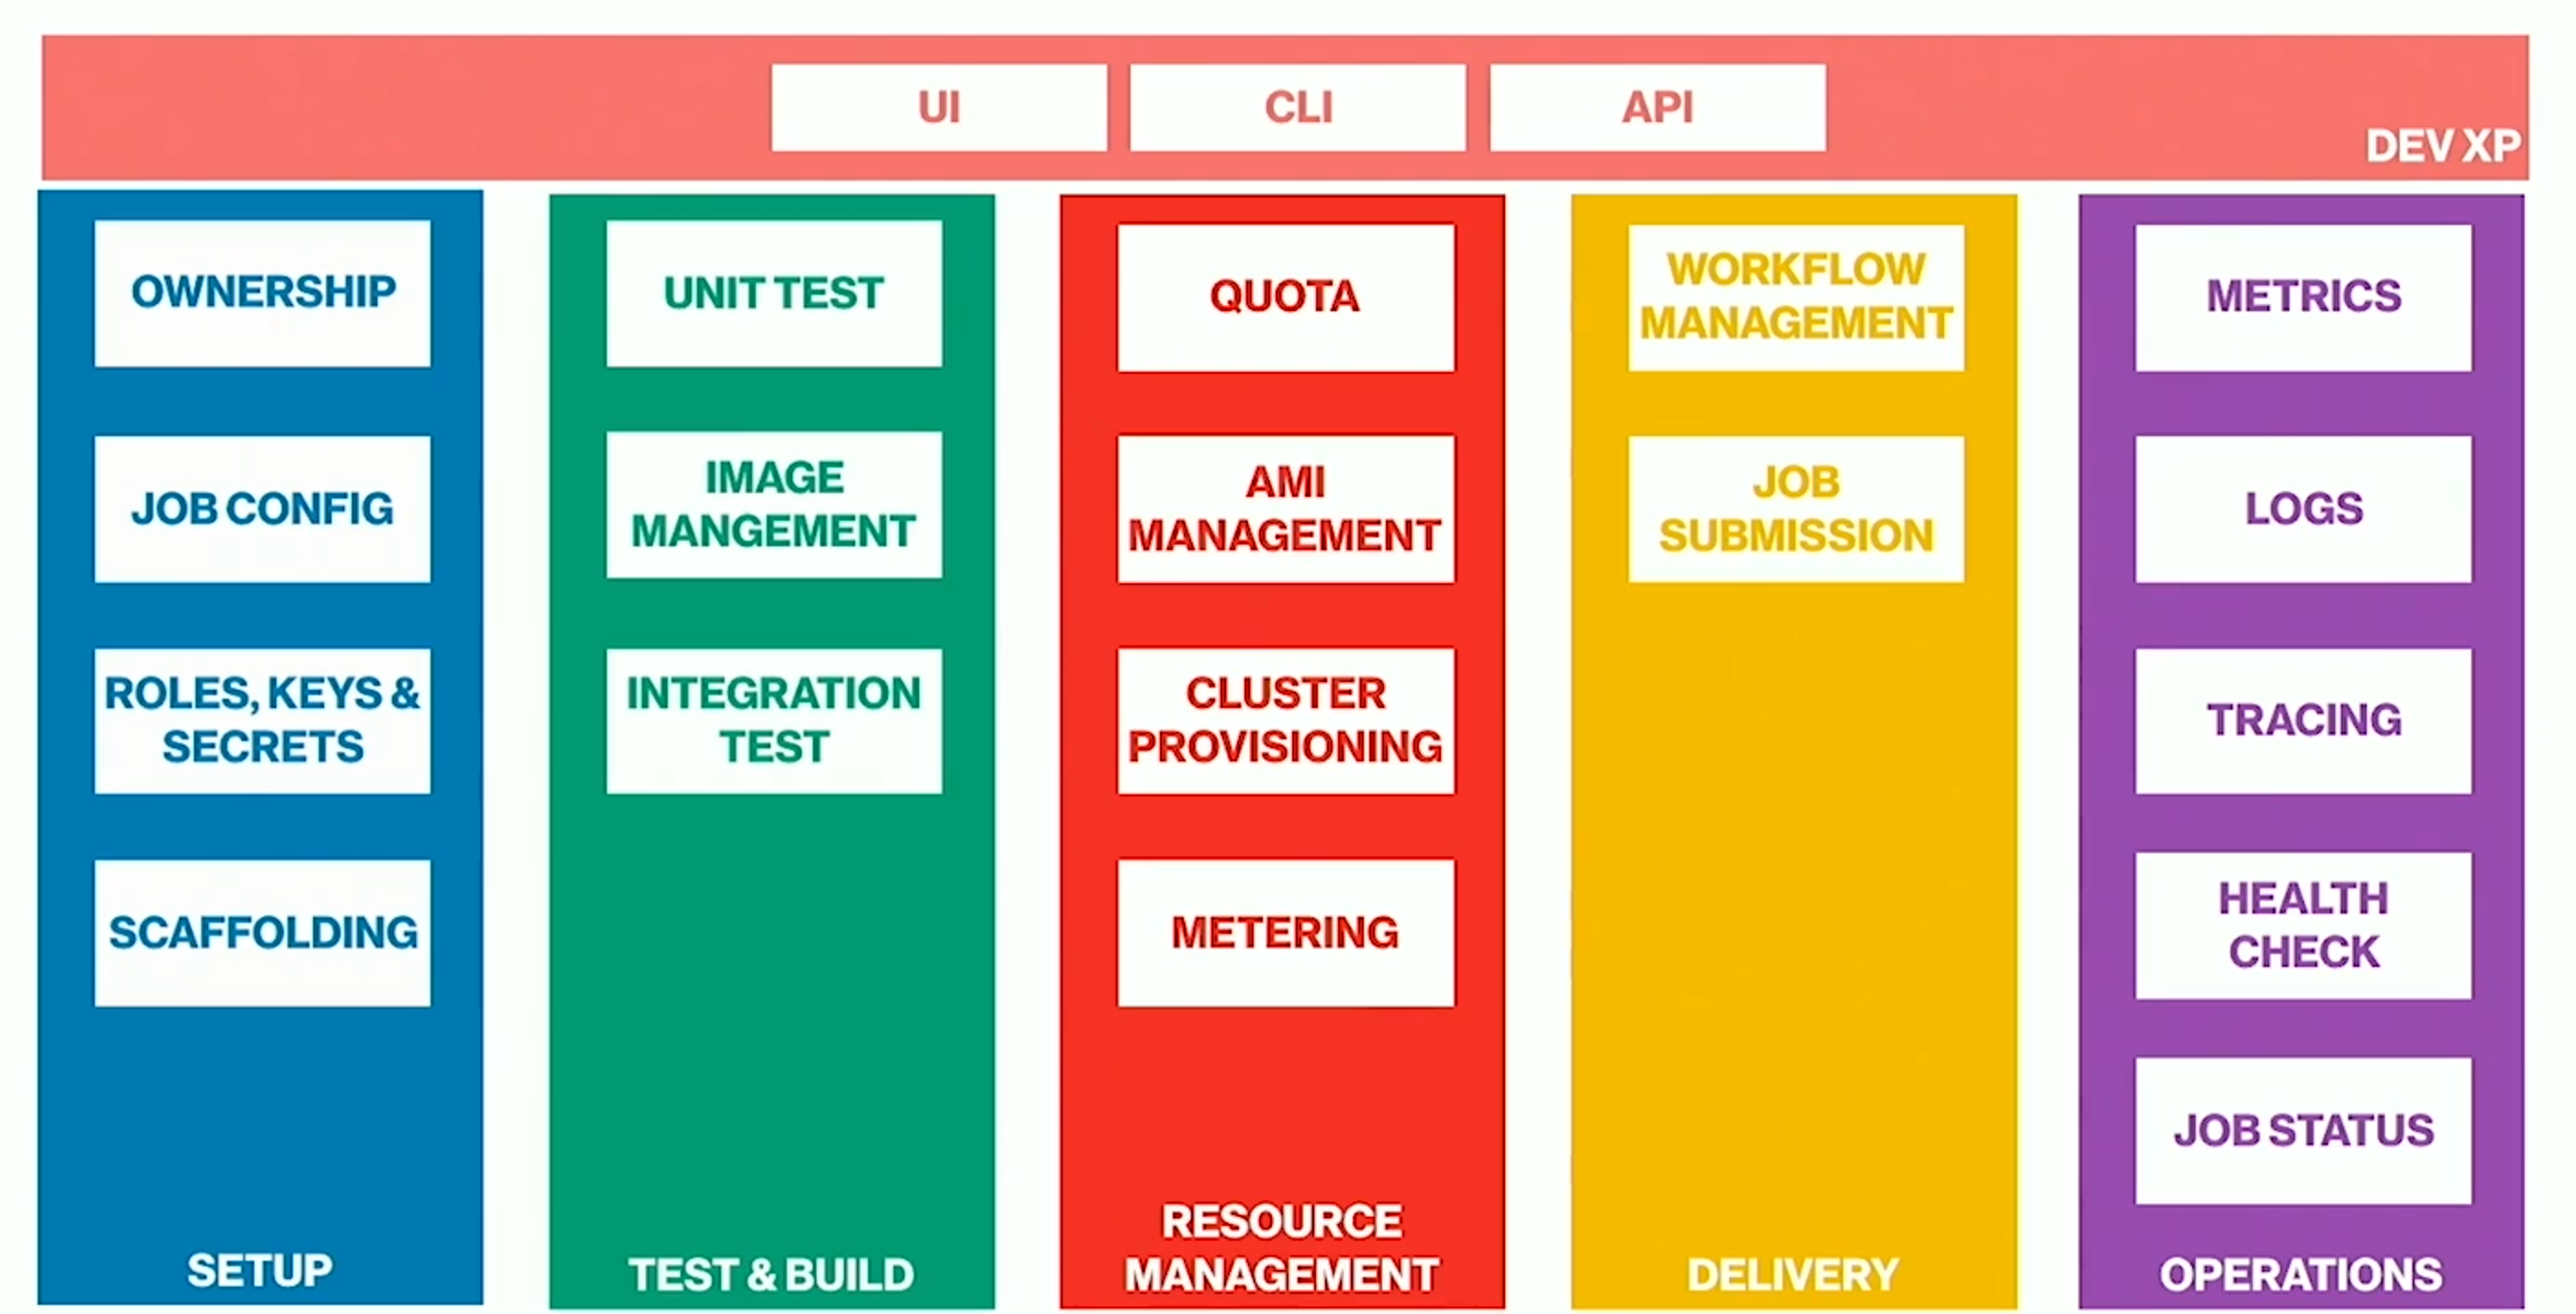 UI
CLI
API
DEV XP
OWNERSHIP
JOB CONFIG
ROLES, KEYS &
SECRETS
SCAFFOLDING
SETUP
UNIT TEST
IMAGE
MANGEMENT
INTEGRATION
TEST
TEST & BUILD
QUOTA
AMI
MANAGEMENT
CLUSTER
PROVISIONING
METERING
RESOURCE
MANAGEMENT
WORKFLOW
MANAGEMENT
JOB
SUBMISSION
DELIVERY
METRICS
LOGS
TRACING
HEALTH
CHECK
JOB STATUS
OPERATIONS